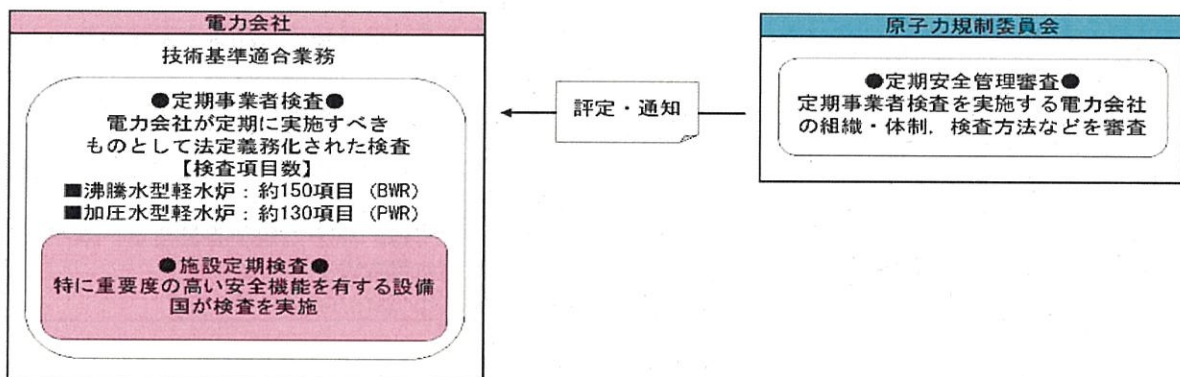 電力会社
技術基準適合業務
●定期事業者検査●
電力会社が定期に実施すべき
ものとして法定義務化された検査
【検査項目数】
■沸騰水型軽水炉：約150項目（BWR）
■加圧水型軽水炉：約130項目（PWR）
●施設定期検査●
特に重要度の高い安全機能を有する設備
国が検査を実施
評定・通知
原子力規制委員会
●定期安全管理審査●
定期事業者検査を実施する電力会社
の組織・体制，検査方法などを審査